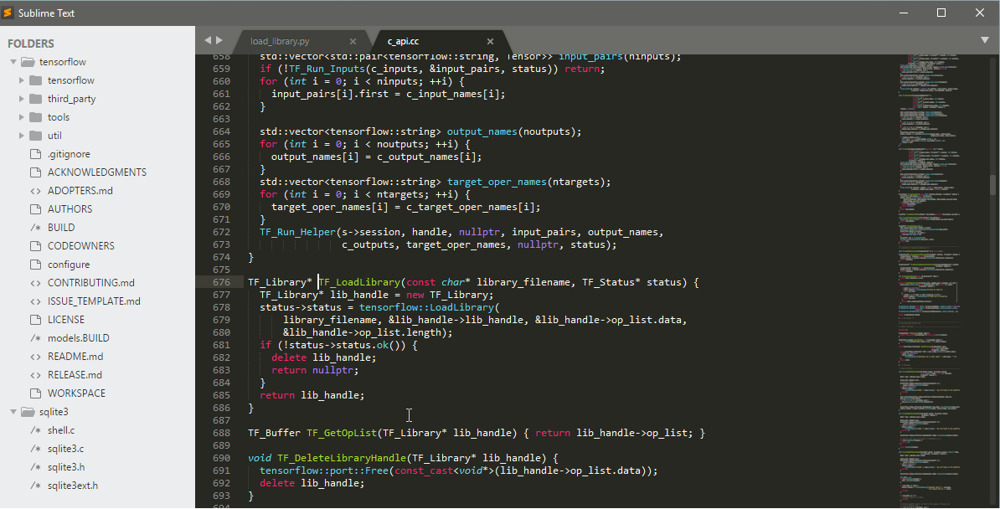 Sublime Text
FOLDERS
tensorflow
tensorflow
third_party
tools
util
.gitignore
ACKNOWLEDGMENTS
<> ADOPTERS.md
AUTHORS
/* BUILD
CODEOWNERS
configure
<> CONTRIBUTING.md
<> ISSUE_TEMPLATE.md
LICENSE
/* models.BUILD
<> README.md
<> RELEASE.md
WORKSPACE
sqlite3
/* shell.c
/* sqlite3.c
/* sqlite3.h
/* sqlite3ext.h
load_library.py
c_api.cc
658 std::vector<std::pair<tensorflow::string, Tensor>> input_pairs(ninputs);
659 if (!TF_Run_Inputs(c_inputs, &input_pairs, status)) return;
660 for (int i = 0; i < ninputs; ++i) {
661 input_pairs[i].first = c_input_names[i];
662 }
663
664 std::vector<tensorflow::string> output_names(noutputs);
665 for (int i = 0; i < noutputs; ++i) {
666 output_names[i] = c_output_names[i];
667 }
668 std::vector<tensorflow::string> target_oper_names(ntargets);
669 for (int i = 0; i < ntargets; ++i) {
670 target_oper_names[i] = c_target_oper_names[i];
671 }
672 TF_Run_Helper(s->session, handle, nullptr, input_pairs, output_names,
673 c_outputs, target_oper_names, nullptr, status);
674 }
675
676 TF_Library* TF_LoadLibrary(const char* library_filename, TF_Status* status) {
677 TF_Library* lib_handle = new TF_Library;
678 status->status = tensorflow::LoadLibrary(
679 library_filename, &lib_handle->lib_handle, &lib_handle->op_list.data,
680 &lib_handle->op_list.length);
681 if (!status->status.ok()) {
682 delete lib_handle;
683 return nullptr;
684 }
685 return lib_handle;
686 }
687
688 TF_Buffer TF_GetOpList(TF_Library* lib_handle) { return lib_handle->op_list; }
689
690 void TF_DeleteLibraryHandle(TF_Library* lib_handle) {
691 tensorflow::port::Free(const_cast<void*>(lib_handle->op_list.data));
692 delete lib_handle;
693 }
694